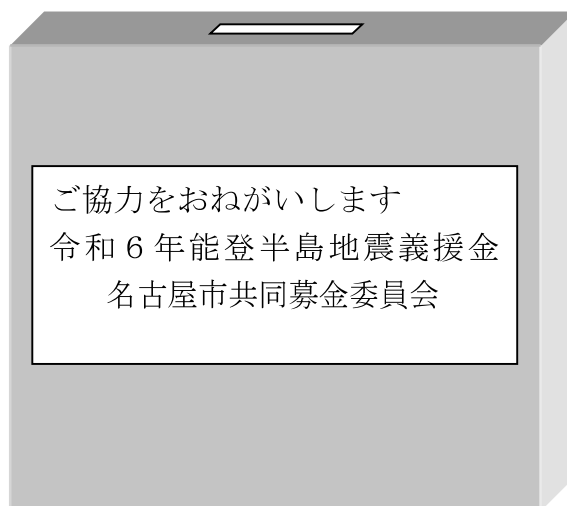 ご協力をおねがいします
令和６年能登半島地震義援金
名古屋市共同募金委員会